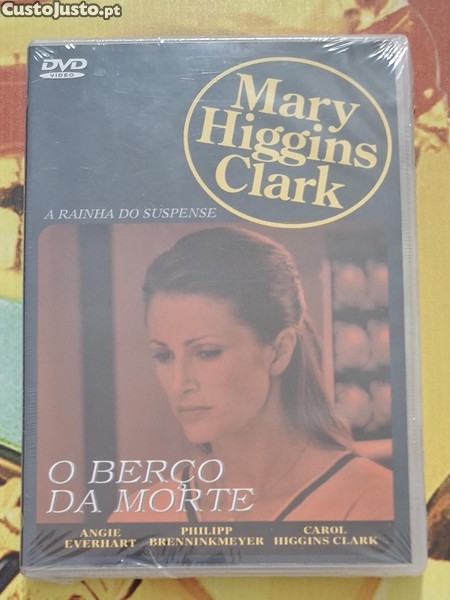 CustoJusto.pt
DVD
VIDEO
Mary
Higgins
Clark
A RAINHA DO SUSPENSE
O BERÇO
DA MORTE
ANGIE
EVERHART
PHILIPP
BRENNINKMEYER
CAROL
HIGGINS CLARK